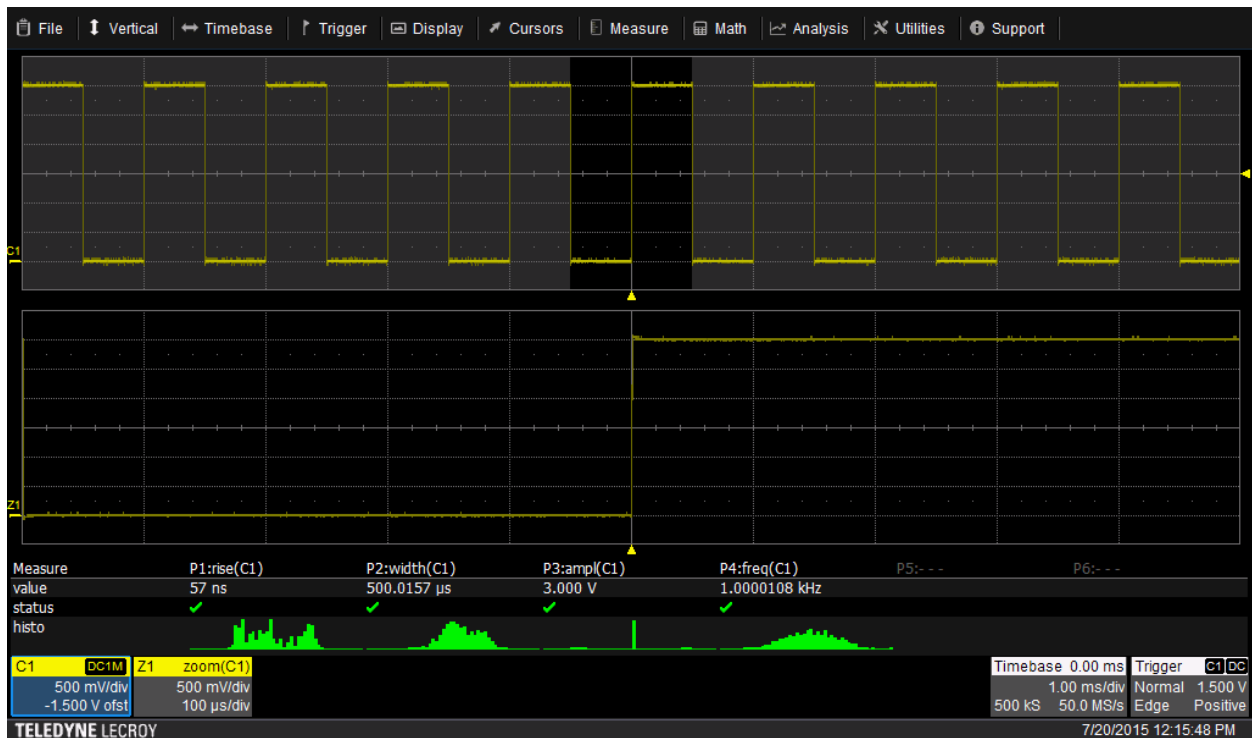 File Vertical Timebase Trigger Display Cursors Measure Math Analysis Utilities Support
C1
Z1
Measure P1:rise(C1) P2:width(C1) P3:ampl(C1) P4:freq(C1) P5:- - - P6:- - -
value 57 ns 500.0157 µs 3.000 V 1.0000108 kHz
status
histo
C1 DC1M Z1 zoom(C1) Timebase 0.00 ms Trigger C1 DC
500 mV/div 500 mV/div 1.00 ms/div Normal 1.500 V
-1.500 V ofst 100 µs/div 500 kS 50.0 MS/s Edge Positive
TELEDYNE LECROY 7/20/2015 12:15:48 PM